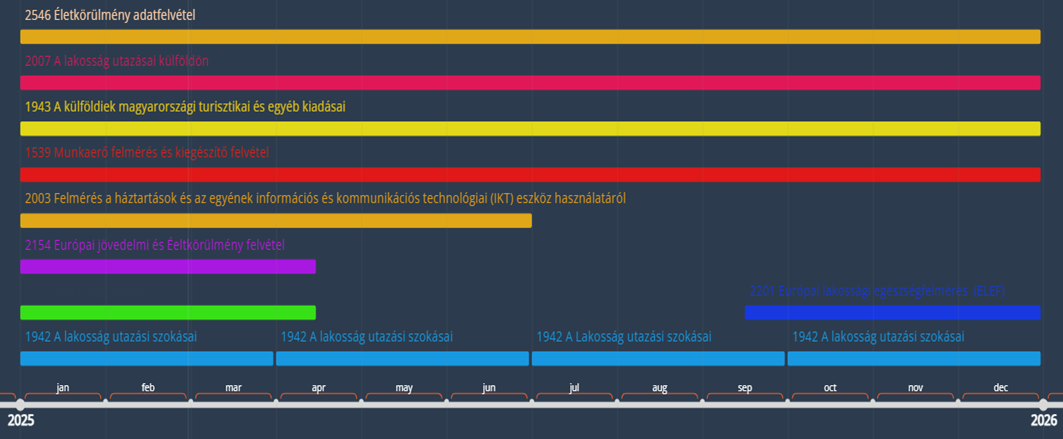 2546 Életkörülmény adatfelvétel
2007 A lakosság utazásai külföldön
1943 A külföldiek magyarországi turisztikai és egyéb kiadásai
1539 Munkaerő felmérés és kiegészítő felvétel
2003 Felmérés a háztartások és az egyének információs és kommunikációs technológiai (IKT) eszköz használatáról
2154 Európai Jövedelmi és Eeltkörülmény felvétel
2201 Európai lakossági egészségfelmérés (ELEF)
1942 A lakosság utazási szokásai 1942 A lakosság utazási szokásai 1942 A Lakosság utazási szokásai 1942 A lakosság utazási szokásai
jan feb mar apr may jun jul aug sep oct nov dec
2025 2026